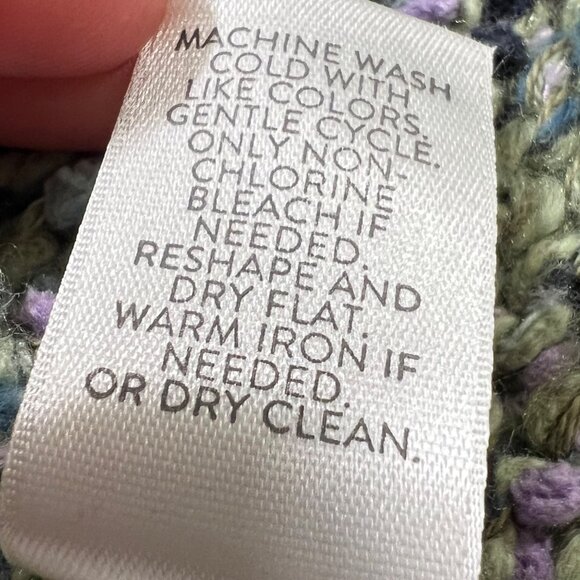 MACHINE WASH
COLD WITH
LIKE COLORS.
GENTLE CYCLE.
ONLY NON-
CHLORINE
BLEACH IF
NEEDED.
RESHAPE AND
DRY FLAT.
WARM IRON IF
NEEDED.
OR DRY CLEAN.